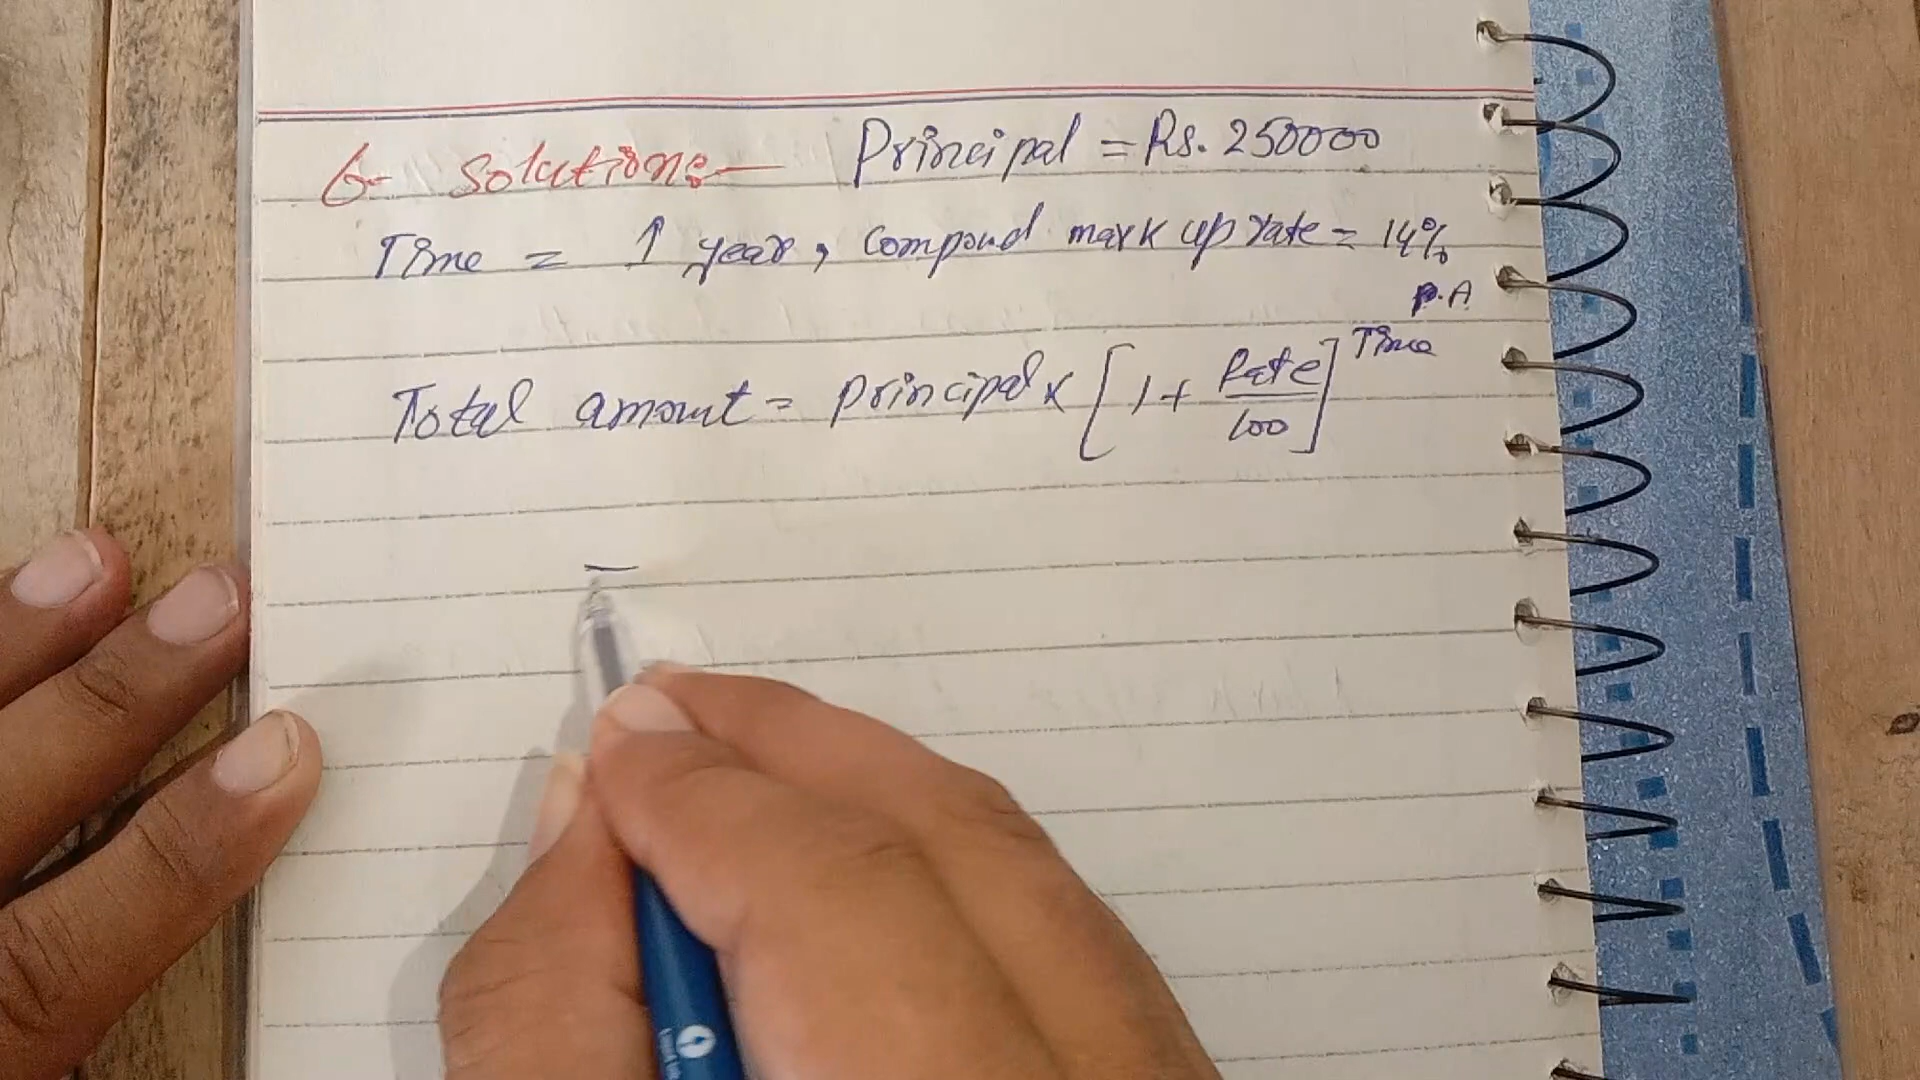 6- Solution:- Principal = Rs. 250000
Time = 1 year, Compound mark up rate = 14%
P.A
Total amount = principal x [1 + Rate/100]^Time